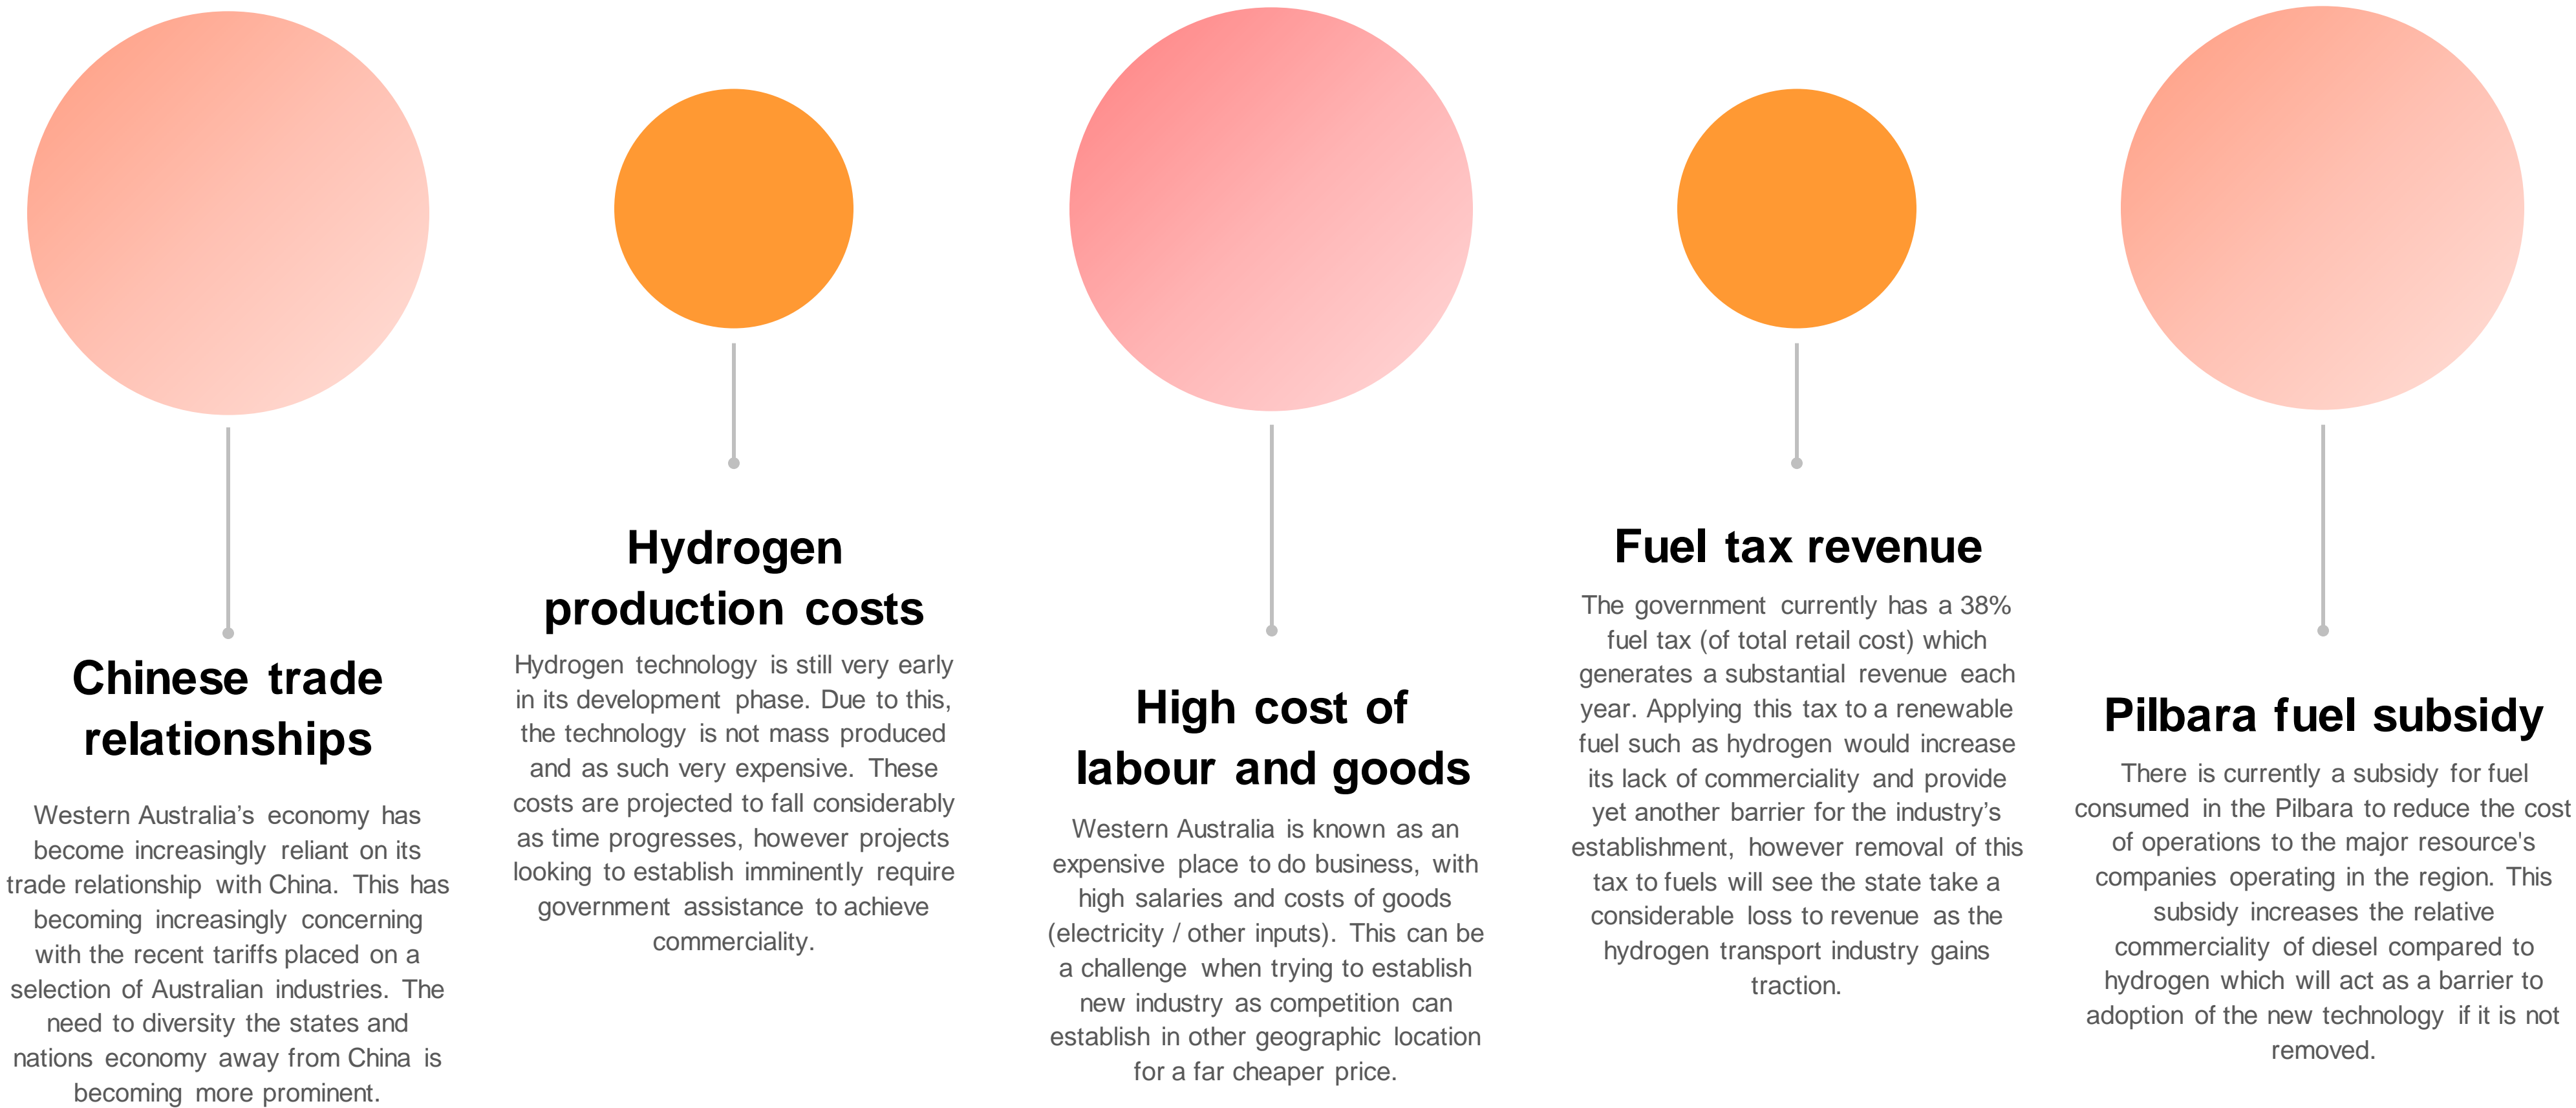 Chinese trade
relationships
Western Australia’s economy has
become increasingly reliant on its
trade relationship with China. This has
becoming increasingly concerning
with the recent tariffs placed on a
selection of Australian industries. The
need to diversity the states and
nations economy away from China is
becoming more prominent.
Hydrogen
production costs
Hydrogen technology is still very early
in its development phase. Due to this,
the technology is not mass produced
and as such very expensive. These
costs are projected to fall considerably
as time progresses, however projects
looking to establish imminently require
government assistance to achieve
commerciality.
High cost of
labour and goods
Western Australia is known as an
expensive place to do business, with
high salaries and costs of goods
(electricity / other inputs). This can be
a challenge when trying to establish
new industry as competition can
establish in other geographic location
for a far cheaper price.
Fuel tax revenue
The government currently has a 38%
fuel tax (of total retail cost) which
generates a substantial revenue each
year. Applying this tax to a renewable
fuel such as hydrogen would increase
its lack of commerciality and provide
yet another barrier for the industry’s
establishment, however removal of this
tax to fuels will see the state take a
considerable loss to revenue as the
hydrogen transport industry gains
traction.
Pilbara fuel subsidy
There is currently a subsidy for fuel
consumed in the Pilbara to reduce the cost
of operations to the major resource's
companies operating in the region. This
subsidy increases the relative
commerciality of diesel compared to
hydrogen which will act as a barrier to
adoption of the new technology if it is not
removed.